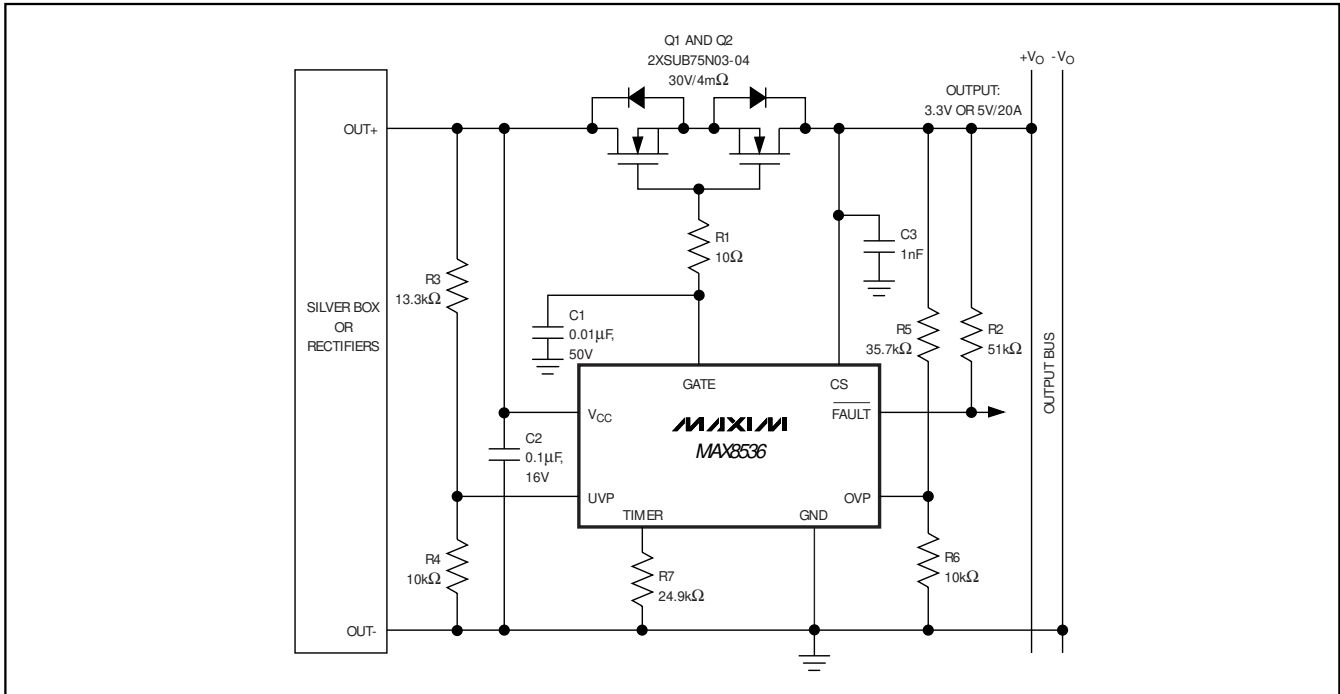 Q1 AND Q2
2XSUB75N03-04
30V/4mΩ
+VO -VO
OUTPUT:
3.3V OR 5V/20A
OUT+
R1
10Ω
C3
1nF
R3
13.3kΩ
SILVER BOX
OR
RECTIFIERS
C1
0.01µF,
50V
R5
35.7kΩ
R2
51kΩ
OUTPUT BUS
GATE
CS
VCC
FAULT
MAXIM
MAX8536
C2
0.1µF,
16V
UVP
OVP
TIMER
GND
R4
10kΩ
R7
24.9kΩ
R6
10kΩ
OUT-